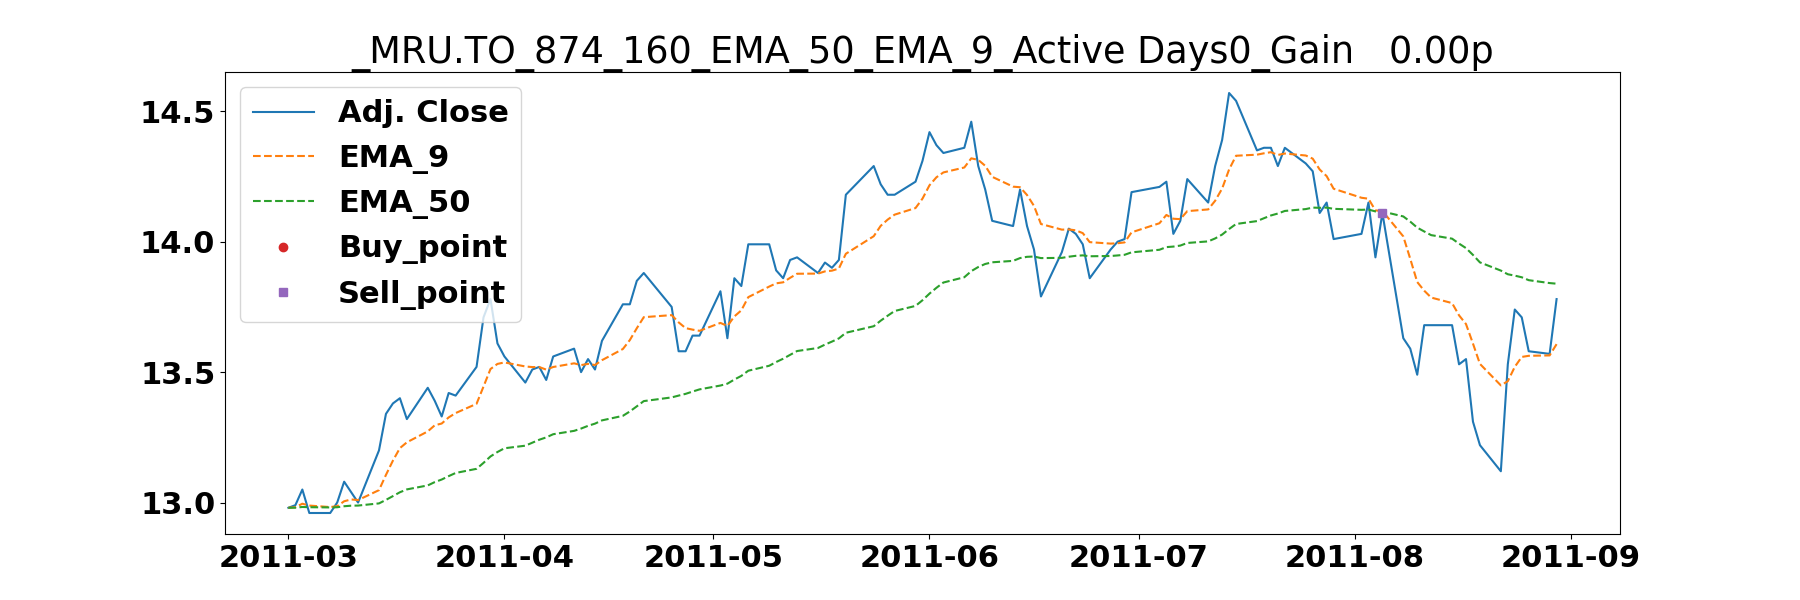 _MRU.TO_874_160_EMA_50_EMA_9_Active Days0_Gain   0.00p
14.5
14.0
13.5
13.0
Adj. Close
EMA_9
EMA_50
Buy_point
Sell_point
2011-03 2011-04 2011-05 2011-06 2011-07 2011-08 2011-09